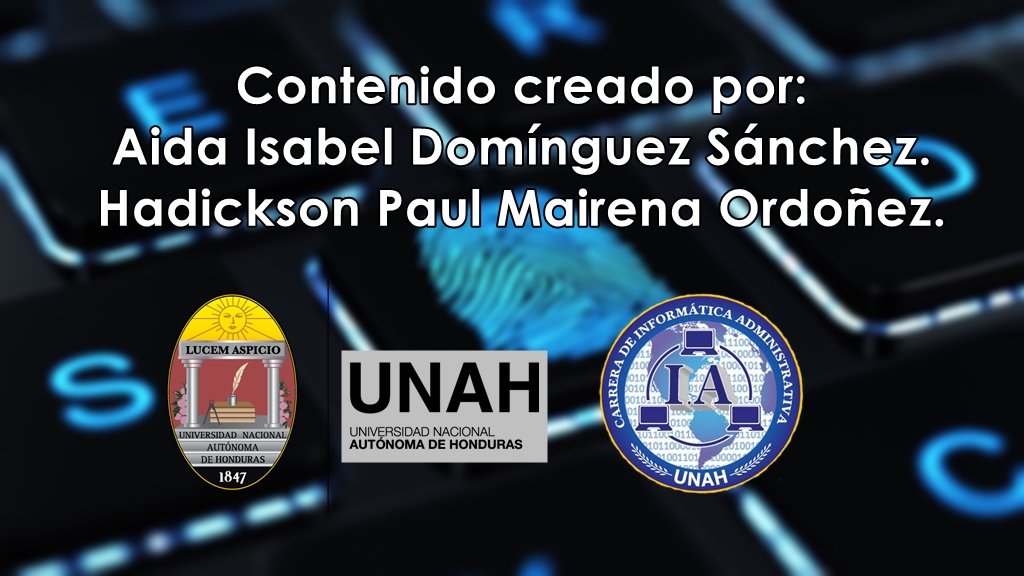 Contenido creado por:
Aida Isabel Domínguez Sánchez.
Hadickson Paul Mairena Ordoñez.
LUCEM ASPICIO
UNIVERSIDAD NACIONAL
AUTÓNOMA
DE HONDURAS
1847
UNAH
UNIVERSIDAD NACIONAL
AUTÓNOMA DE HONDURAS
CARRERA DE INFORMÁTICA ADMINISTRATIVA
IA
UNAH
E
R
D
S
C